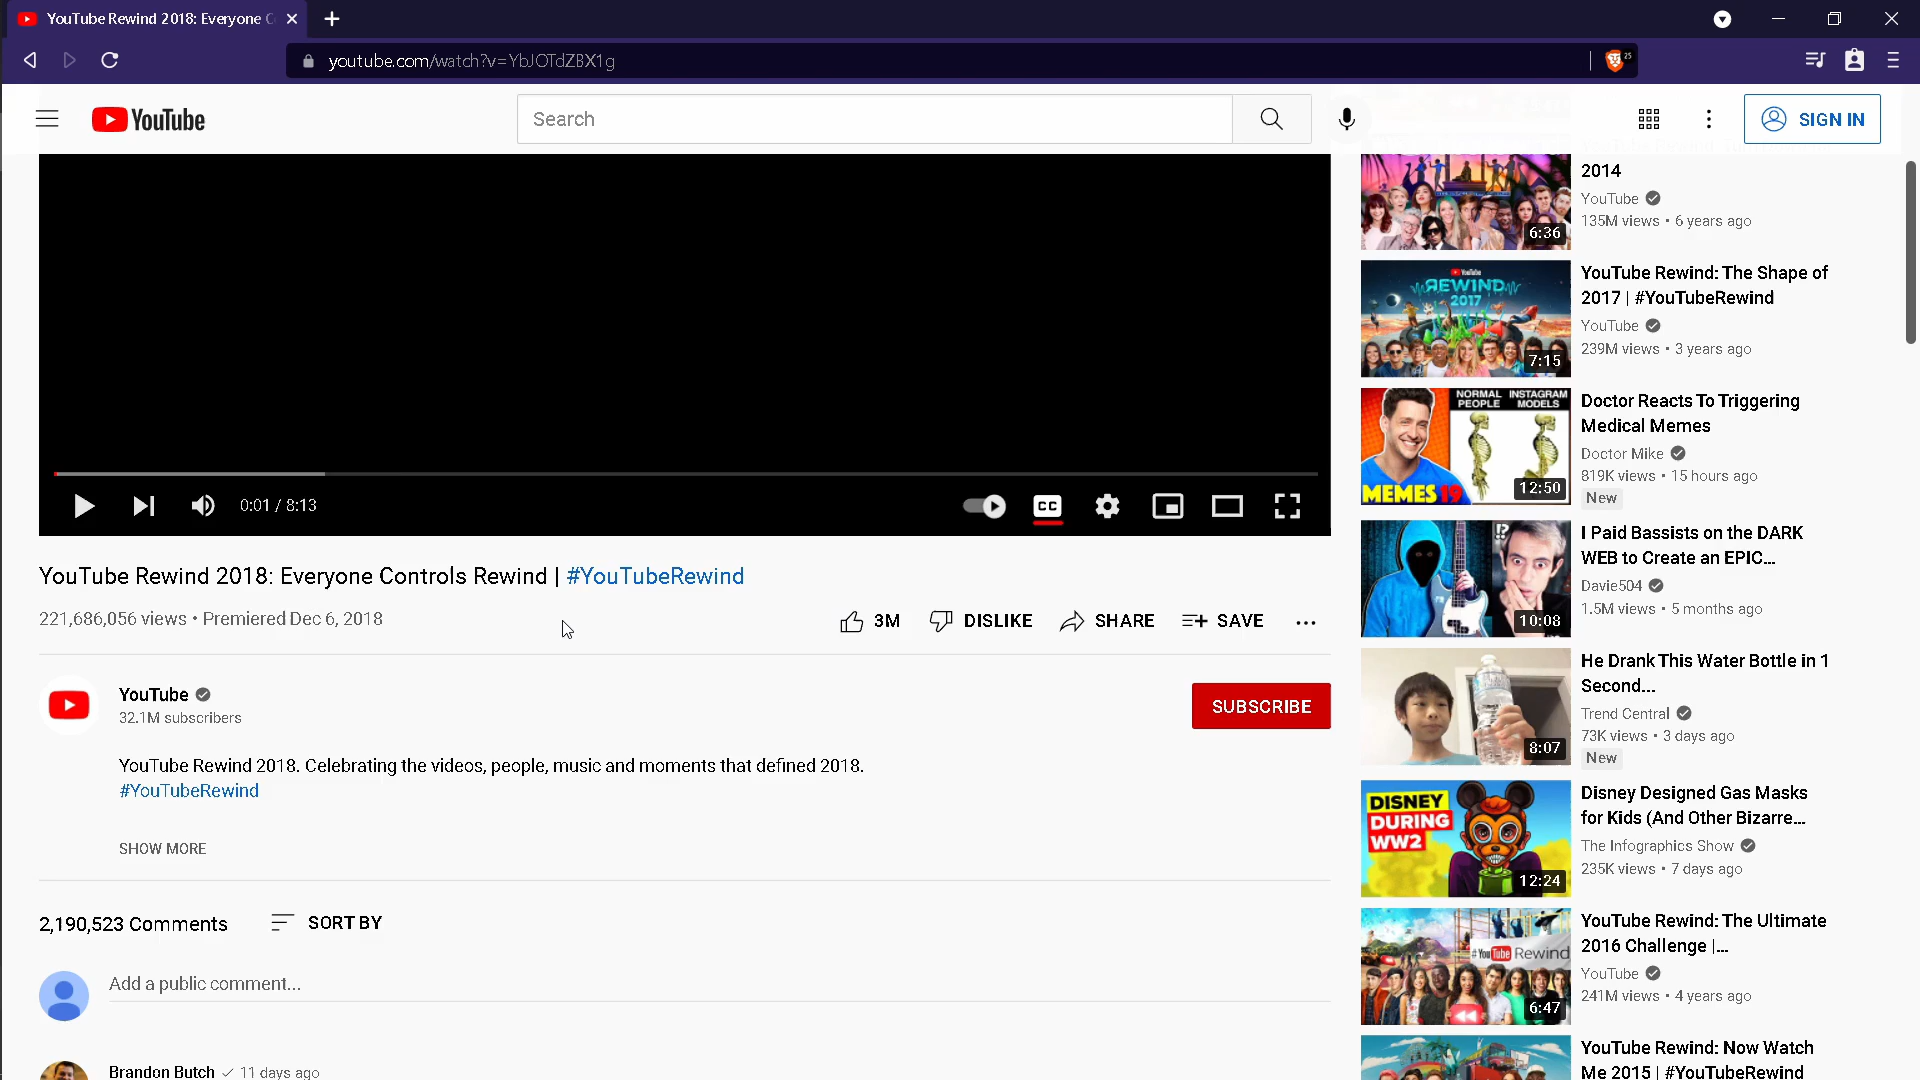 YouTube Rewind 2018: Everyone C
youtube.com/watch?v=YbJOTdZBX1g
25
YouTube
Search
SIGN IN
0:01 / 8:13
CC
YouTube Rewind 2018: Everyone Controls Rewind | #YouTubeRewind
221,686,056 views • Premiered Dec 6, 2018
3M
DISLIKE
SHARE
SAVE
YouTube
32.1M subscribers
SUBSCRIBE
YouTube Rewind 2018. Celebrating the videos, people, music and moments that defined 2018.
#YouTubeRewind
SHOW MORE
2,190,523 Comments
SORT BY
Add a public comment...
Brandon Butch
11 days ago
6:36
2014
YouTube
135M views • 6 years ago
YouTube
REWIND
2017
7:15
YouTube Rewind: The Shape of
2017 | #YouTubeRewind
YouTube
239M views • 3 years ago
NORMAL PEOPLE
INSTAGRAM MODELS
MEMES 19
12:50
Doctor Reacts To Triggering
Medical Memes
Doctor Mike
819K views • 15 hours ago
New
!?
10:08
I Paid Bassists on the DARK
WEB to Create an EPIC...
Davie504
1.5M views • 5 months ago
8:07
He Drank This Water Bottle in 1
Second...
Trend Central
73K views • 3 days ago
New
DISNEY
DURING
WW2
12:24
Disney Designed Gas Masks
for Kids (And Other Bizarre...
The Infographics Show
235K views • 7 days ago
#YouTube Rewind
6:47
YouTube Rewind: The Ultimate
2016 Challenge |...
YouTube
241M views • 4 years ago
YouTube Rewind: Now Watch
Me 2015 | #YouTubeRewind